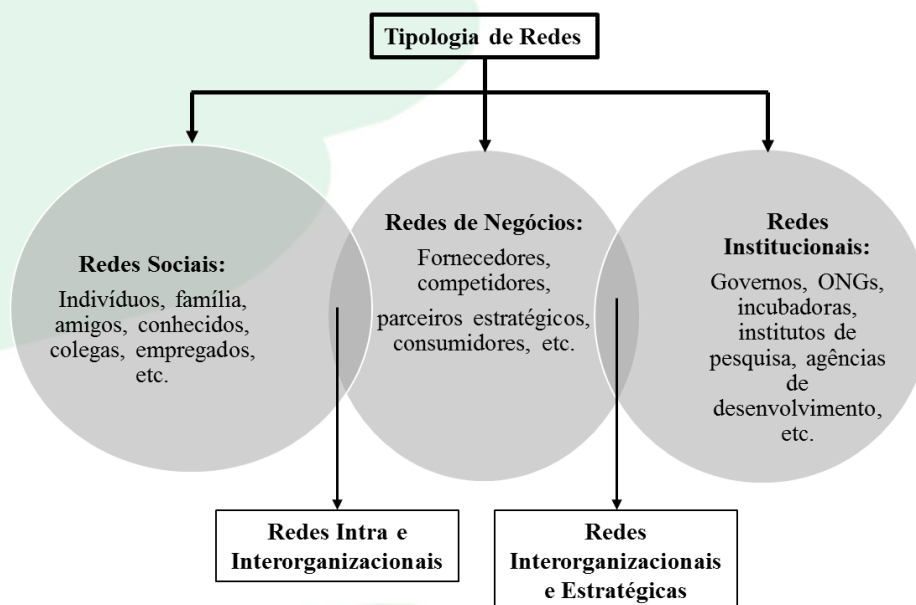 Tipologia de Redes
Redes Sociais:
Indivíduos, família,
amigos, conhecidos,
colegas, empregados,
etc.
Redes de Negócios:
Fornecedores,
competidores,
parceiros estratégicos,
consumidores, etc.
Redes
Institucionais:
Governos, ONGs,
incubadoras,
institutos de
pesquisa, agências
de
desenvolvimento,
etc.
Redes Intra e
Interorganizacionais
Redes
Interorganizacionais
e Estratégicas